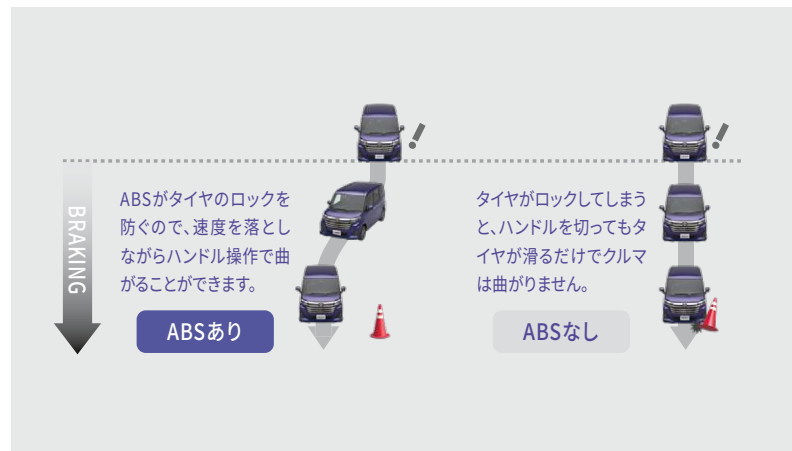 BRAKING
ABSがタイヤのロックを
防ぐので、速度を落とし
ながらハンドル操作で曲
がることができます。
ABSあり
タイヤがロックしてしまう
と、ハンドルを切ってもタ
イヤが滑るだけでクルマ
は曲がりません。
ABSなし